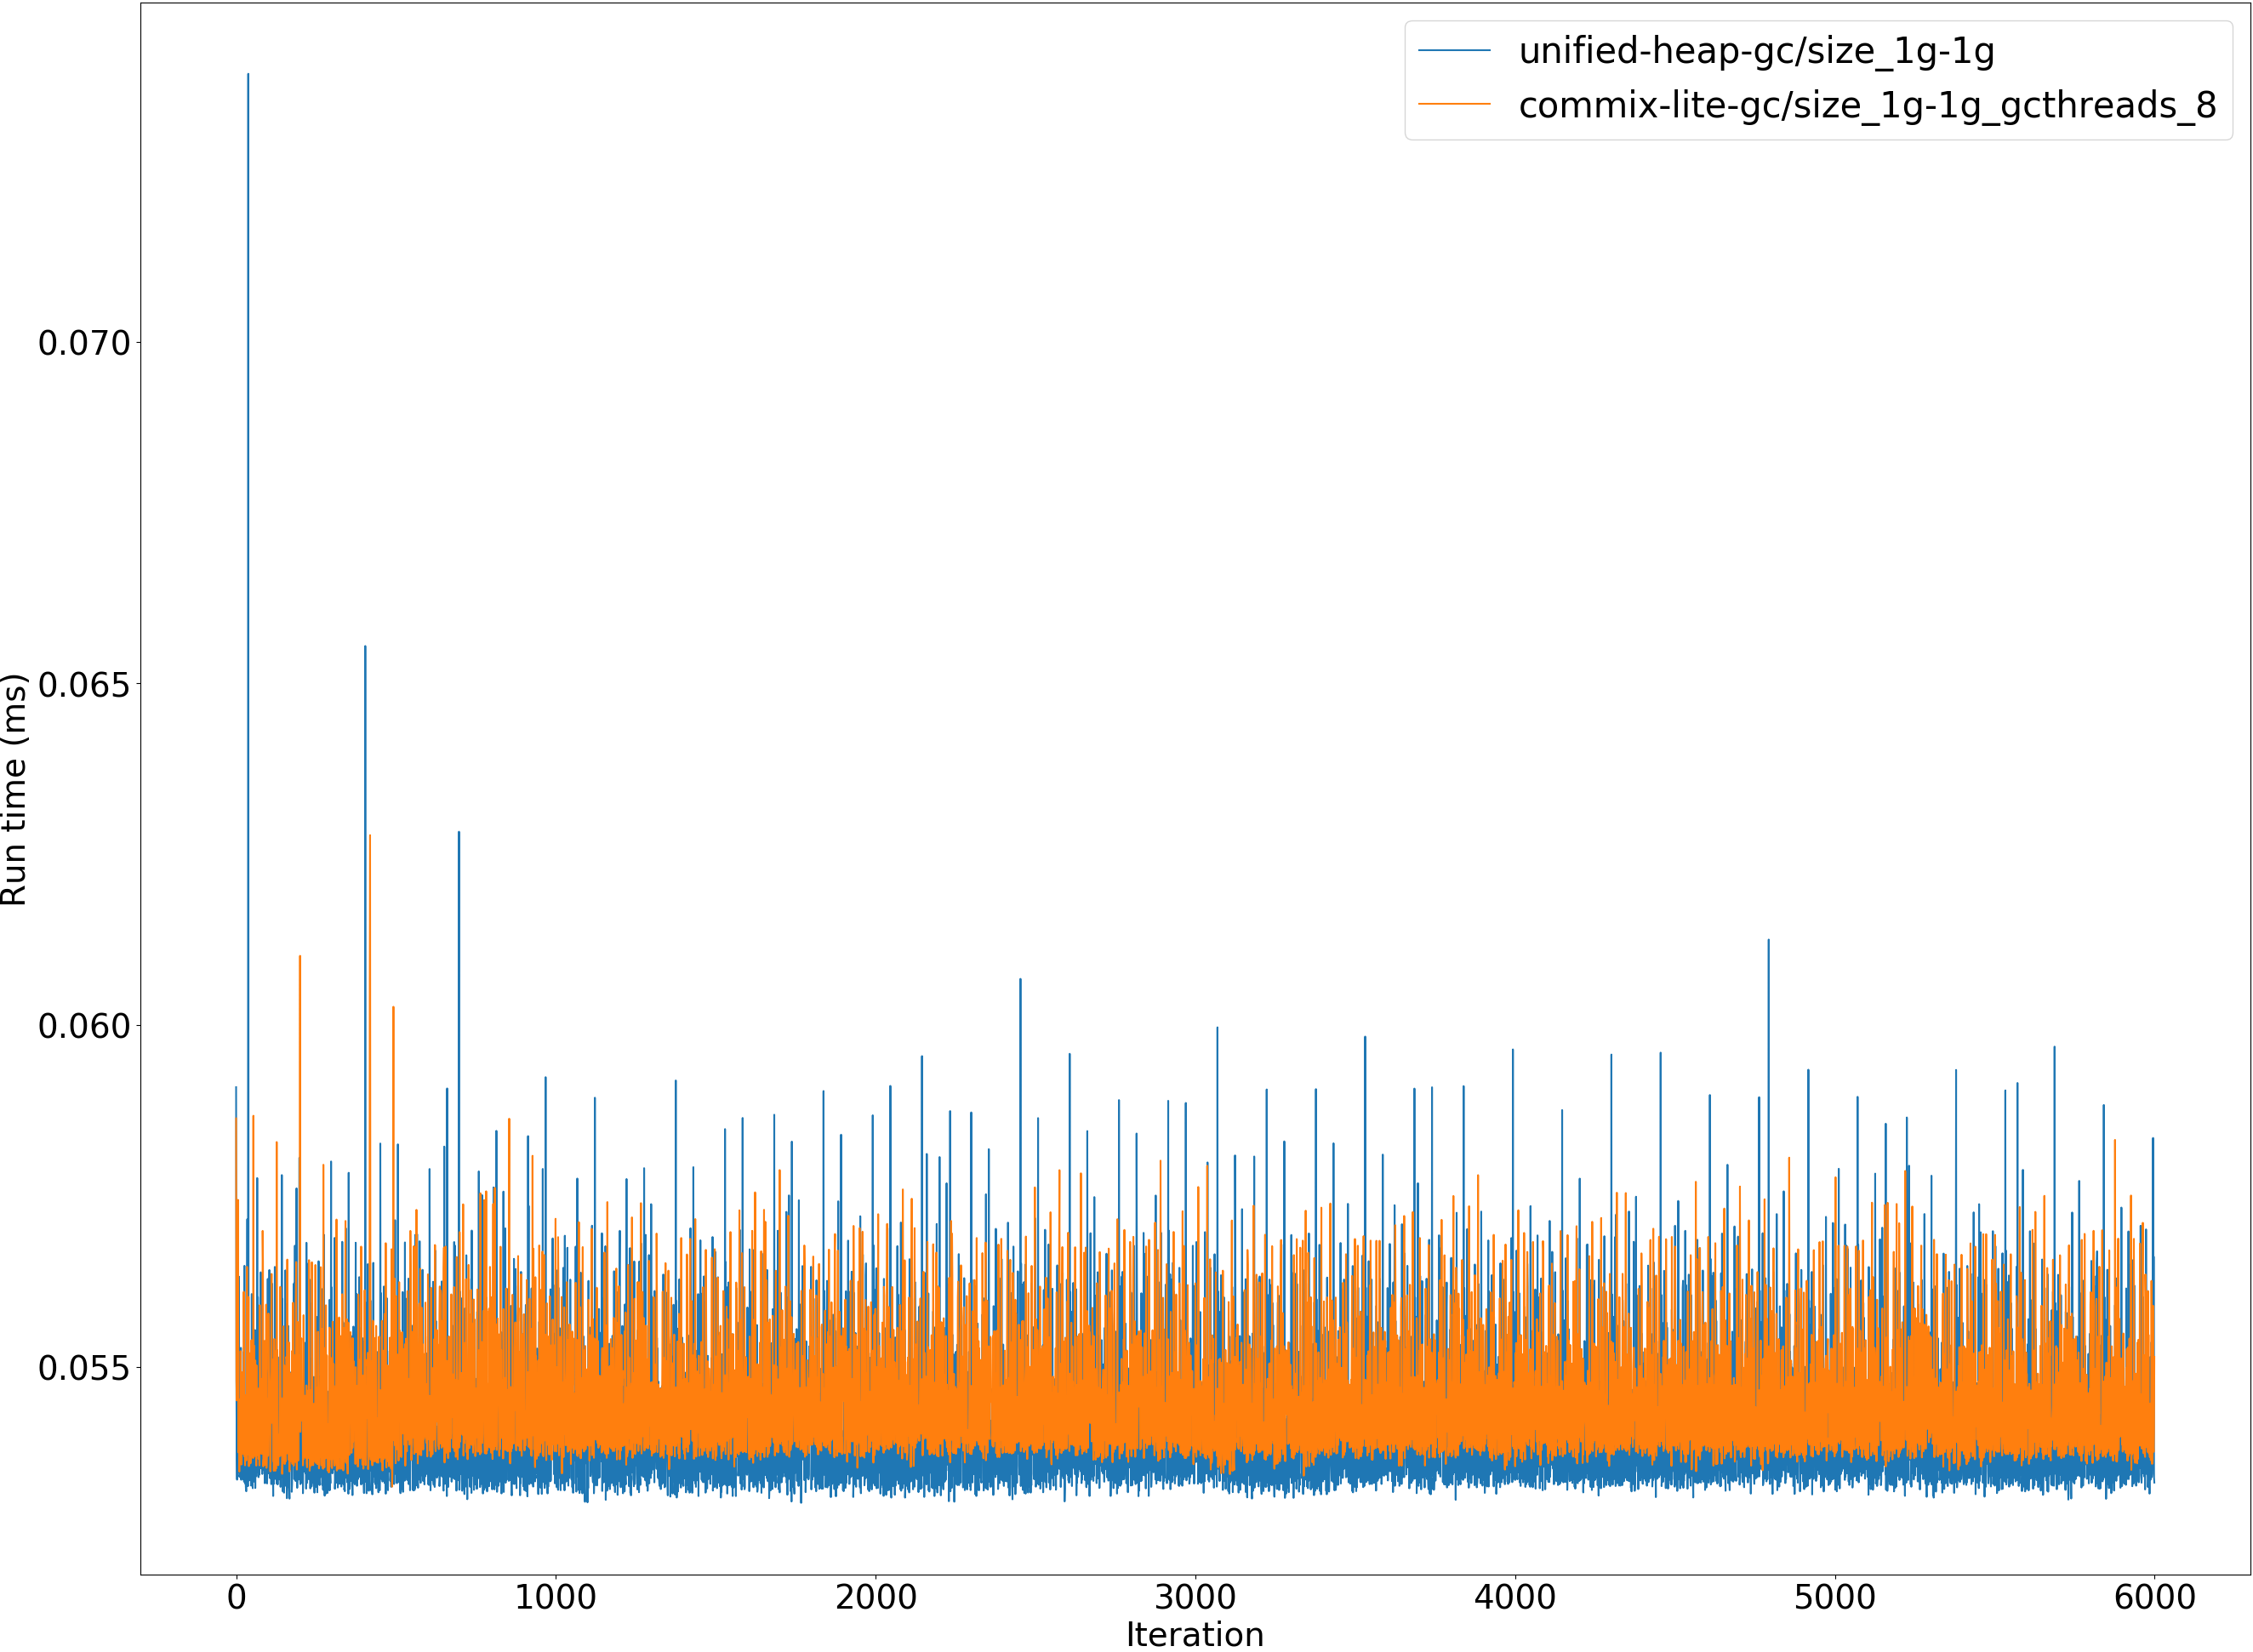 unified-heap-gc/size_1g-1g
commix-lite-gc/size_1g-1g_gcthreads_8
Run time (ms)
0.070
0.065
0.060
0.055
0 1000 2000 3000 4000 5000 6000
Iteration